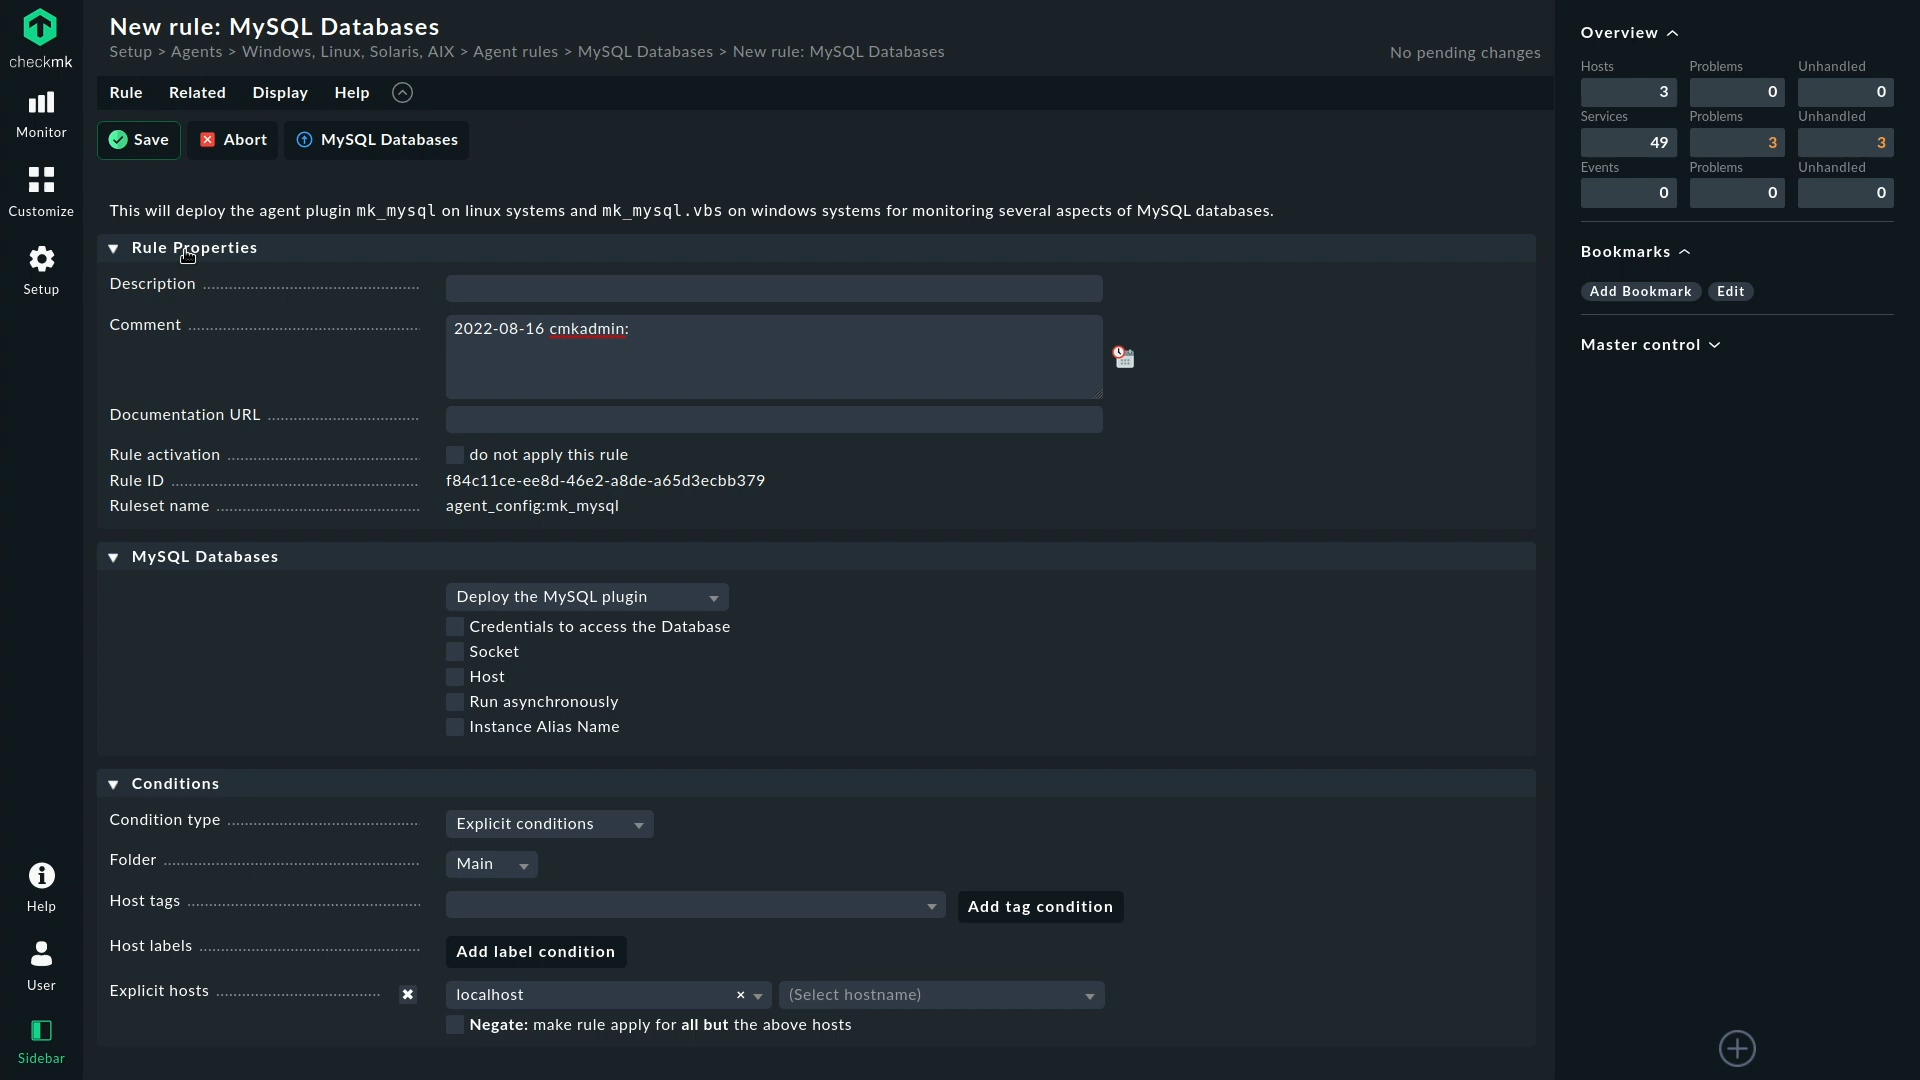 New rule: MySQL Databases
Setup > Agents > Windows, Linux, Solaris, AIX > Agent rules > MySQL Databases > New rule: MySQL Databases
No pending changes
checkmk
Monitor
Customize
Setup
Help
User
Sidebar
Rule Related Display Help
Save Abort MySQL Databases
This will deploy the agent plugin mk_mysql on linux systems and mk_mysql.vbs on windows systems for monitoring several aspects of MySQL databases.
Rule Properties
Description
Comment
2022-08-16 cmkadmin:
Documentation URL
Rule activation do not apply this rule
Rule ID f84c11ce-ee8d-46e2-a8de-a65d3ecbb379
Ruleset name agent_config:mk_mysql
MySQL Databases
Deploy the MySQL plugin
Credentials to access the Database
Socket
Host
Run asynchronously
Instance Alias Name
Conditions
Condition type Explicit conditions
Folder Main
Host tags Add tag condition
Host labels Add label condition
Explicit hosts localhost × (Select hostname)
Negate: make rule apply for all but the above hosts
Overview
Hosts Problems Unhandled
3 0 0
Services Problems Unhandled
49 3 3
Events Problems Unhandled
0 0 0
Bookmarks
Add Bookmark Edit
Master control